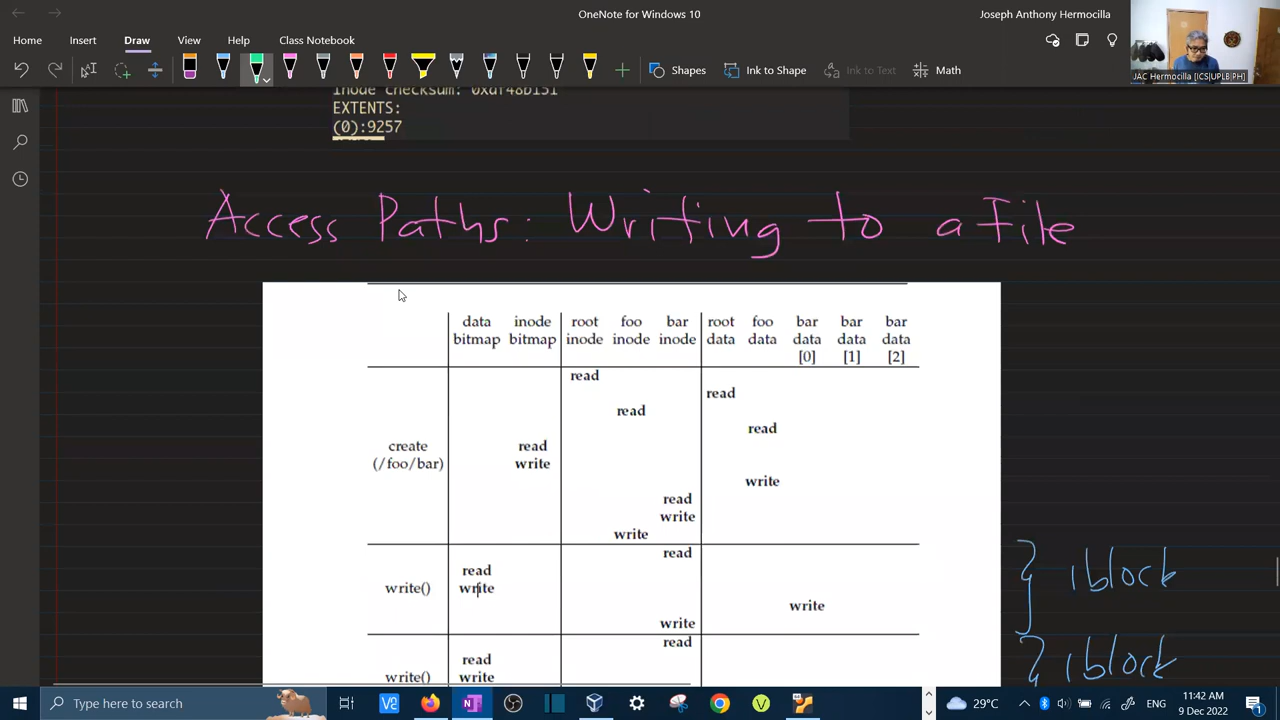 OneNote for Windows 10
Joseph Anthony Hermocilla
Home Insert Draw View Help Class Notebook
Shapes Ink to Shape Ink to Text Math
JAC Hermocilla [ICS|UPLB PH]
EXTENTS:
(0):9257
Access Paths: Writing to a File
data inode root foo bar root foo bar bar bar
bitmap bitmap inode inode inode data data data data data
[0] [1] [2]
read
read
read
read
create read
(/foo/bar) write
write
read
write
write
read
read
write() write
write
write
read
read
write() write
1 block
1 block
Type here to search
29°C
11:42 AM
9 Dec 2022